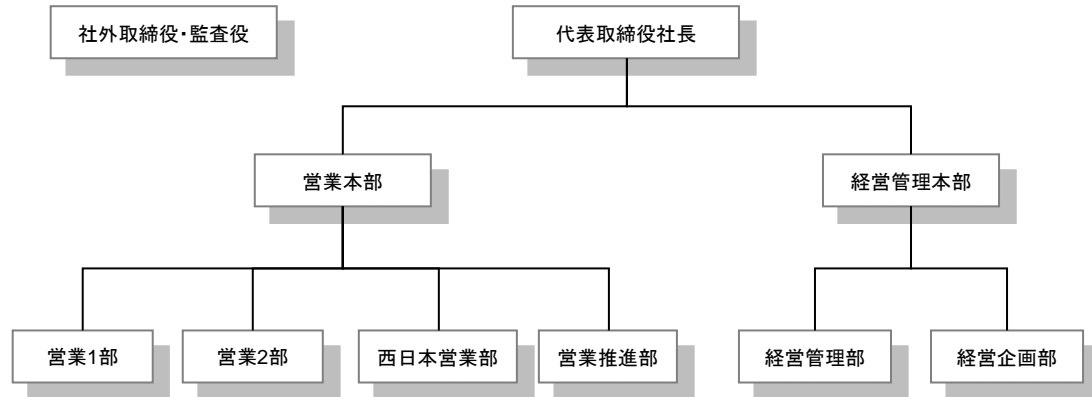 社外取締役・監査役
代表取締役社長
営業本部
経営管理本部
営業1部
営業2部
西日本営業部
営業推進部
経営管理部
経営企画部